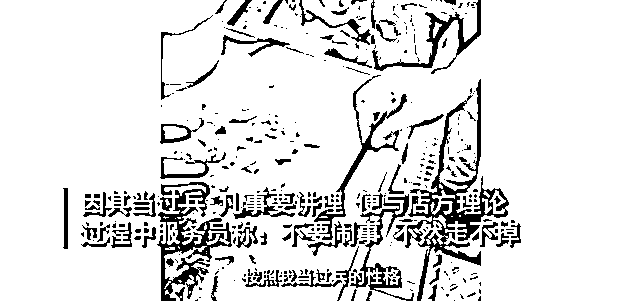 因其当过兵 凡事要讲理 便与店方理论
过程中服务员称：不要闹事 不然走不掉
按照我当过兵的性格